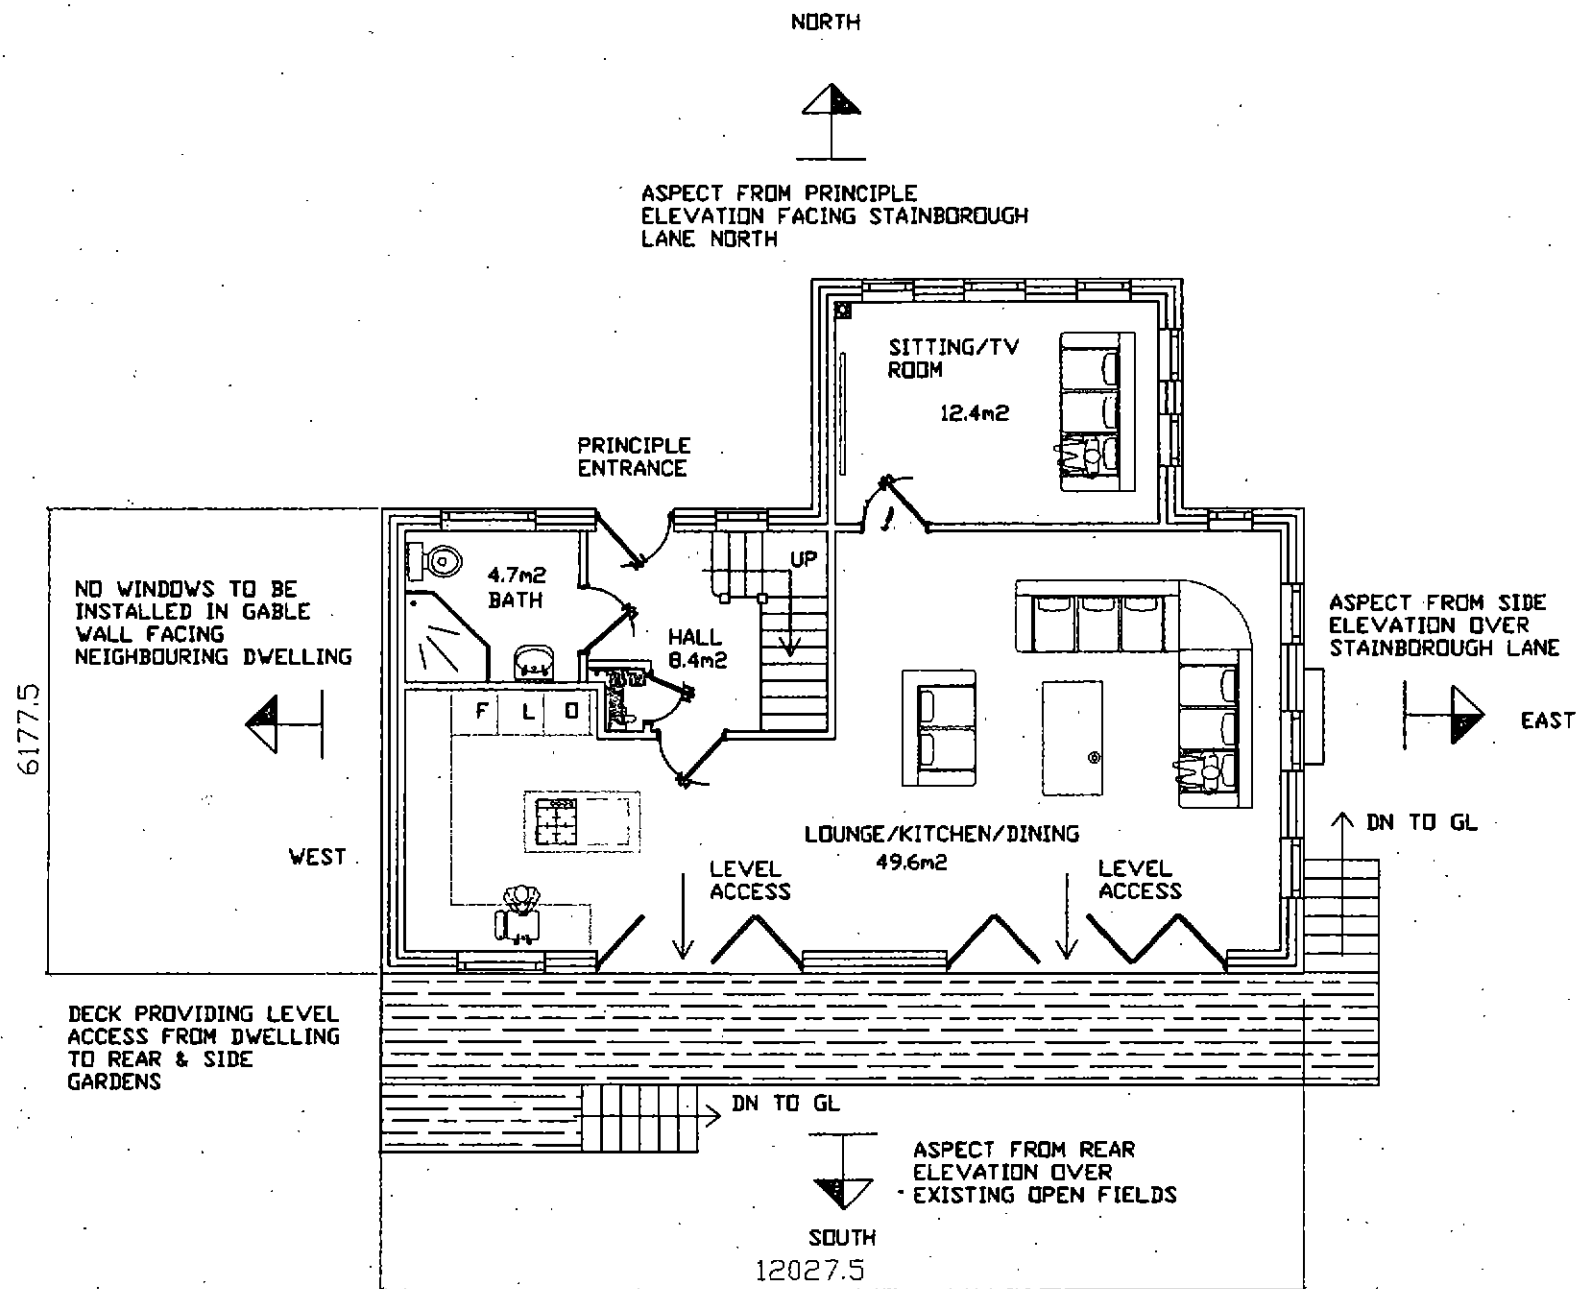 NORTH
ASPECT FROM PRINCIPLE
ELEVATION FACING STAINBOROUGH
LANE NORTH
SITTING/TV
ROOM
12.4m2
PRINCIPLE
ENTRANCE
UP
4.7m2
BATH
HALL
8.4m2
NO WINDOWS TO BE
INSTALLED IN GABLE
WALL FACING
NEIGHBOURING DWELLING
ASPECT FROM SIDE
ELEVATION OVER
STAINBOROUGH LANE
F L O
EAST
6177.5
WEST
LOUNGE/KITCHEN/DINING
49.6m2
DN TO GL
LEVEL
ACCESS
LEVEL
ACCESS
DECK PROVIDING LEVEL
ACCESS FROM DWELLING
TO REAR & SIDE
GARDENS
DN TO GL
ASPECT FROM REAR
ELEVATION OVER
EXISTING OPEN FIELDS
SOUTH
12027.5